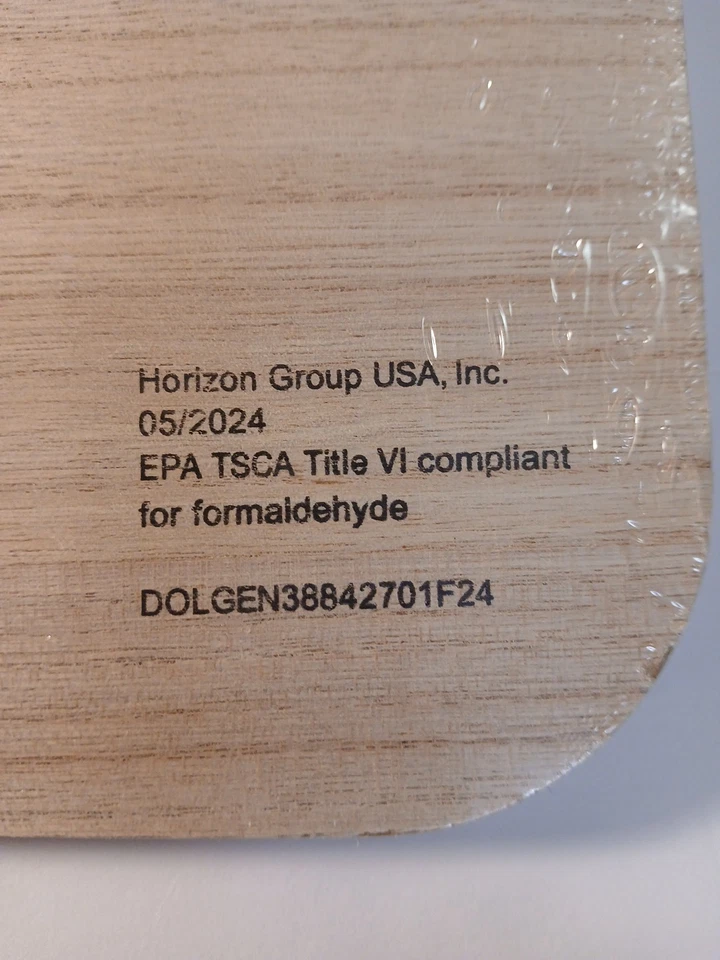 Horizon Group USA, Inc.
05/2024
EPA TSCA Title VI compliant
for formaldehyde
DOLGEN38842701F24